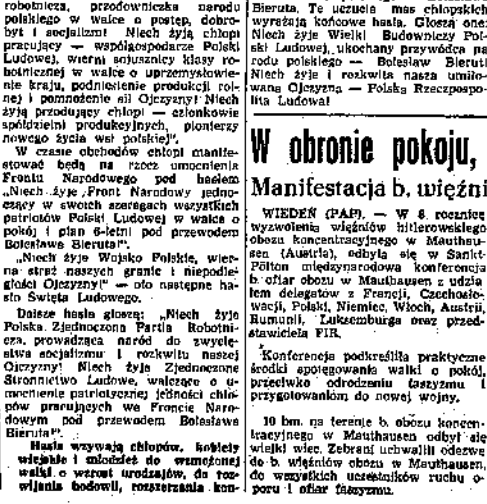 robotnicza, przodowniczka narodu
polskiego w walce o postęp, dobro-
byt i socjalizm! Niech żyją chłopi
pracujący — współgospodarze Polski
Ludowej, wierni sojusznicy klasy ro-
botniczej w walce o uprzemysłowie-
nie kraju, podniesienie produkcji rol-
nej i pomnożenie sił Ojczyzny! Niech
żyją przodujący chłopi — członkowie
spółdzielni produkcyjnych, pionierzy
nowego życia wsi polskiej".
W czasie obchodów chłopi manife-
stować będą na rzecz umocnienia
Frontu Narodowego pod hasłem
„Niech żyje Front Narodowy jedno-
czący w swoich szeregach wszystkich
patriotów Polski Ludowej w walce o
pokój i plan 6-letni pod przewodem
Bolesława Bieruta!".
„Niech żyje Wojsko Polskie, wier-
na straż naszych granic i niepodle-
głości Ojczyzny!" — oto następne ha-
sło Święta Ludowego.
Dalsze hasła głoszą: „Niech żyje
Polska Zjednoczona Partia Robotni-
cza, prowadząca naród do zwycię-
stwa socjalizmu i rozkwitu naszej
Ojczyzny! Niech żyje Zjednoczone
Stronnictwo Ludowe, walczące o u-
mocnienie patriotycznej jedności chło-
pów pracujących we Froncie Naro-
dowym pod przewodem Bolesława
Bieruta!".
Hasła wzywają chłopów, kobiety
wiejskie i młodzież do wzmożonej
walki o wzrost urodzajów, do roz-
wijania hodowli, rozszerzania kon-
Bieruta. Te uczucia mas chłopskich
wyrażają końcowe hasła. Głoszą one:
Niech żyje Wielki Budowniczy Pol-
ski Ludowej, ukochany przywódca na-
rodu polskiego — Bolesław Bierut!
Niech żyje i rozkwita nasza umiło-
wana Ojczyzna — Polska Rzeczpospo-
lita Ludowa!
W obronie pokoju,
Manifestacja b. więźni
WIEDEŃ (PAP). — W 8. rocznicę
wyzwolenia więźniów hitlerowskiego
obozu koncentracyjnego w Mauthau-
sen (Austria), odbyła się w Sankt-
Pölten międzynarodowa konferencja
b. ofiar obozu w Mauthausen z udzia
łem delegatów z Francji, Czechosło-
wacji, Polski, Niemiec, Włoch, Austrii,
Rumunii, Luksemburga oraz przed-
stawiciela FIR.
Konferencja podkreśliła praktyczne
środki spotęgowania walki o pokój,
przeciwko odrodzeniu faszyzmu i
przygotowaniom do nowej wojny.
10 bm. na terenie b. obozu koncen-
tracyjnego w Mauthausen odbył się
wielki wiec. Zebrani uchwalili odezwę
do b. więźniów obozu w Mauthausen,
do wszystkich uczestników ruchu o-
poru i ofiar faszyzmu.